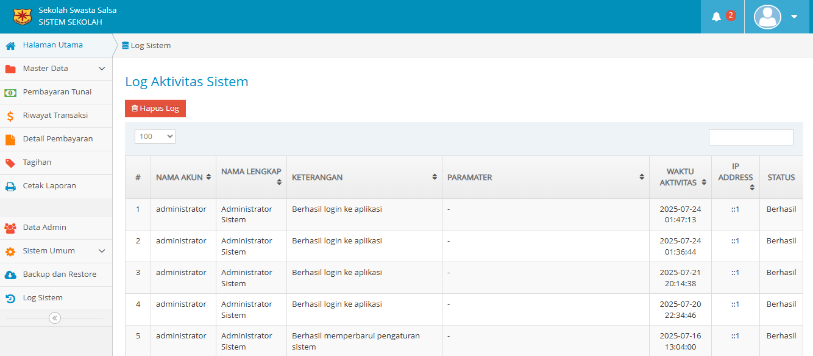 Sekolah Swasta Salsa
SISTEM SEKOLAH
2
Halaman Utama
Master Data
Pembayaran Tunai
Riwayat Transaksi
Detail Pembayaran
Tagihan
Cetak Laporan
Data Admin
Sistem Umum
Backup dan Restore
Log Sistem
Log Sistem
Log Aktivitas Sistem
Hapus Log
100
# NAMA AKUN NAMA LENGKAP KETERANGAN PARAMATER WAKTU AKTIVITAS IP ADDRESS STATUS
1 administrator Administrator Sistem Berhasil login ke aplikasi - 2025-07-24 01:47:13 ::1 Berhasil
2 administrator Administrator Sistem Berhasil login ke aplikasi - 2025-07-24 01:36:44 ::1 Berhasil
3 administrator Administrator Sistem Berhasil login ke aplikasi - 2025-07-21 20:14:38 ::1 Berhasil
4 administrator Administrator Sistem Berhasil login ke aplikasi - 2025-07-20 22:34:46 ::1 Berhasil
5 administrator Administrator Sistem Berhasil memperbarui pengaturan sistem - 2025-07-16 13:04:00 ::1 Berhasil